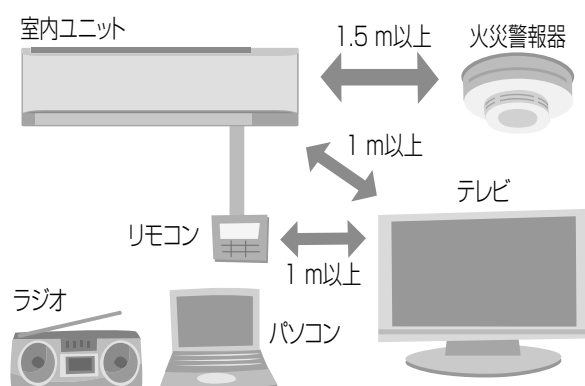 室内ユニット
1.5 m以上
火災警報器
1 m以上
テレビ
リモコン
1 m以上
ラジオ
パソコン